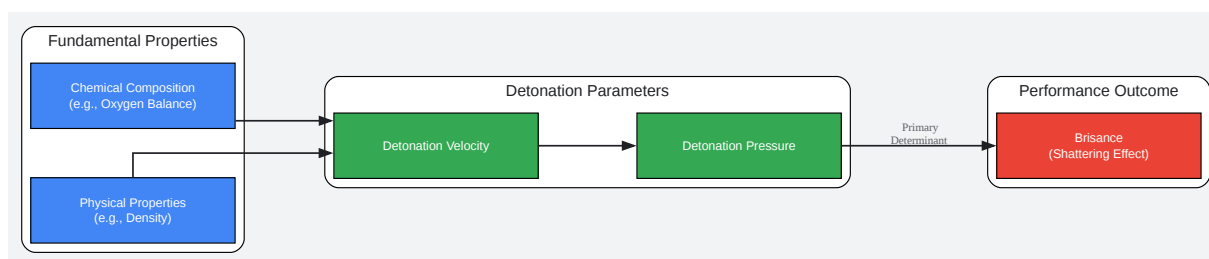 Fundamental Properties
Chemical Composition
(e.g., Oxygen Balance)
Physical Properties
(e.g., Density)
Detonation Parameters
Detonation Velocity
Detonation Pressure
Primary
Determinant
Performance Outcome
Brisance
(Shattering Effect)